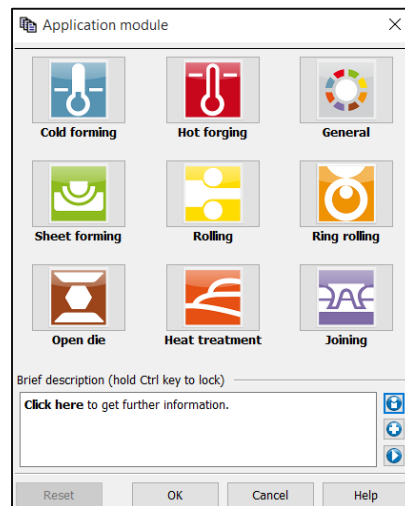 Application module
Cold forming Hot forging General
Sheet forming Rolling Ring rolling
Open die Heat treatment Joining
Brief description (hold Ctrl key to lock)
Click here to get further information.
Reset OK Cancel Help